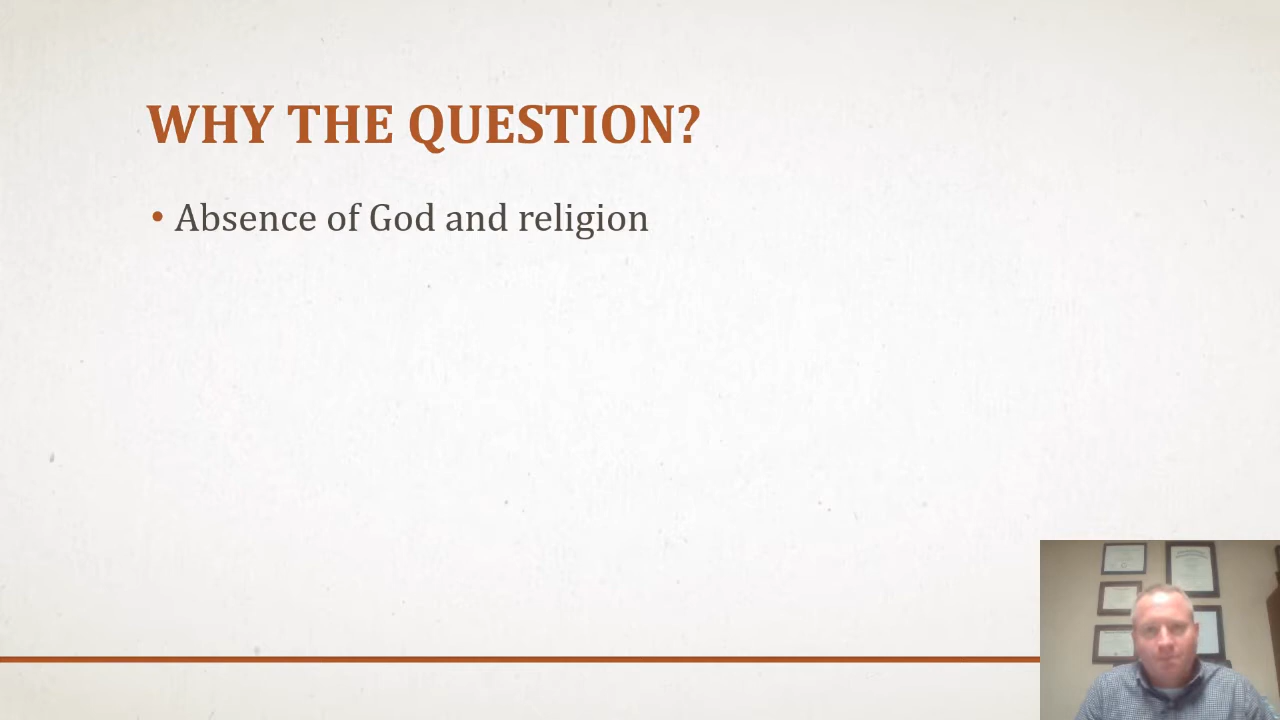 WHY THE QUESTION?
• Absence of God and religion